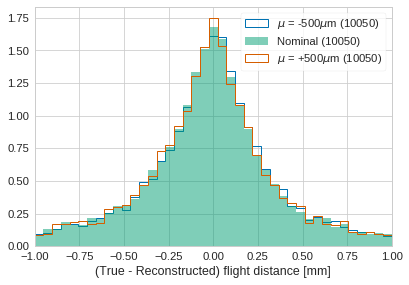 μ = -500μm (10050)
Nominal (10050)
μ = +500μm (10050)
1.75
1.50
1.25
1.00
0.75
0.50
0.25
0.00
−1.00 −0.75 −0.50 −0.25 0.00 0.25 0.50 0.75 1.00
(True - Reconstructed) flight distance [mm]